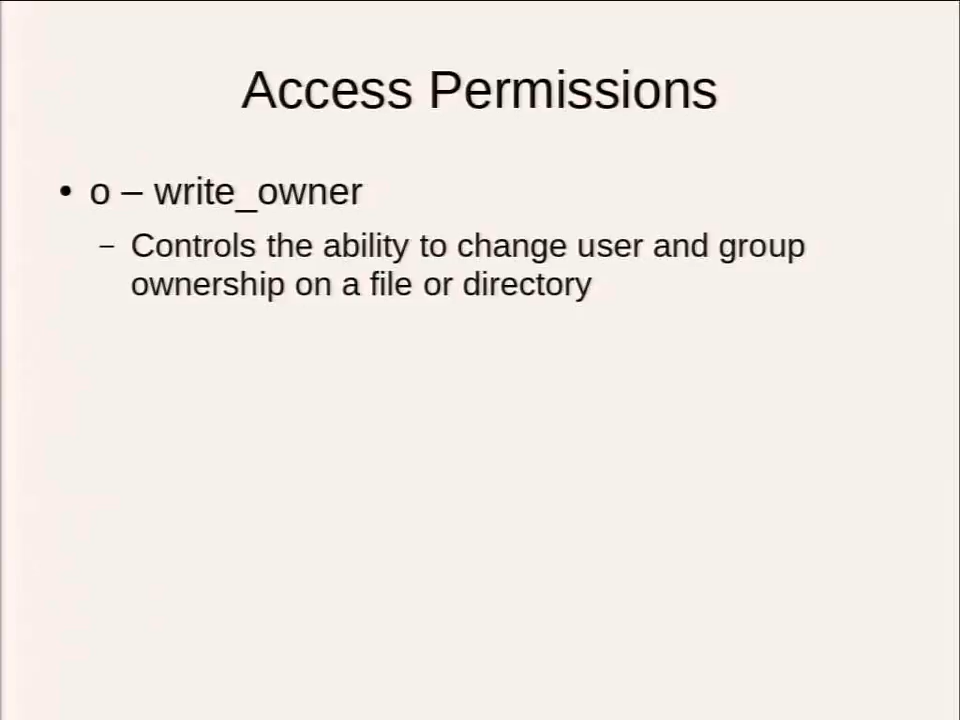 Access Permissions
• o – write_owner
– Controls the ability to change user and group
ownership on a file or directory